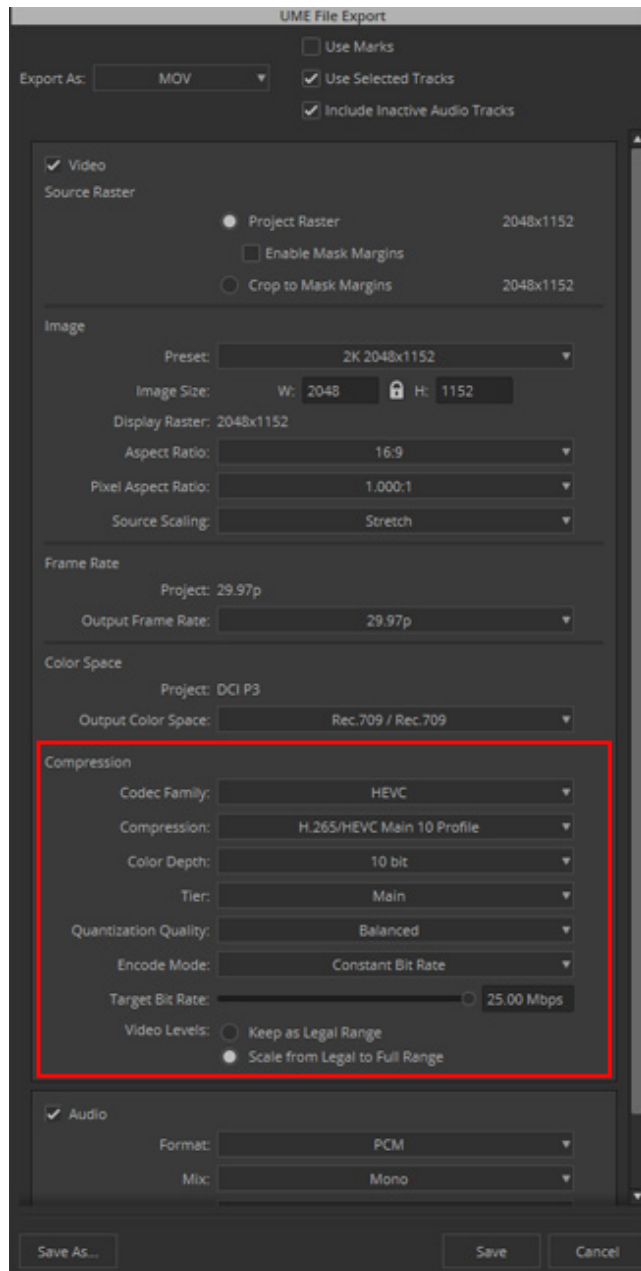 UME File Export
Use Marks
Export As: MOV
Use Selected Tracks
Include Inactive Audio Tracks
Video
Source Raster
Project Raster 2048x1152
Enable Mask Margins
Crop to Mask Margins 2048x1152
Image
Preset: 2K 2048x1152
Image Size: W: 2048 H: 1152
Display Raster: 2048x1152
Aspect Ratio: 16:9
Pixel Aspect Ratio: 1.000:1
Source Scaling: Stretch
Frame Rate
Project: 29.97p
Output Frame Rate: 29.97p
Color Space
Project: DCI P3
Output Color Space: Rec.709 / Rec.709
Compression
Codec Family: HEVC
Compression: H.265/HEVC Main 10 Profile
Color Depth: 10 bit
Tier: Main
Quantization Quality: Balanced
Encode Mode: Constant Bit Rate
Target Bit Rate: 25.00 Mbps
Video Levels: Keep as Legal Range
Scale from Legal to Full Range
Audio
Format: PCM
Mix: Mono
Save As... Save Cancel